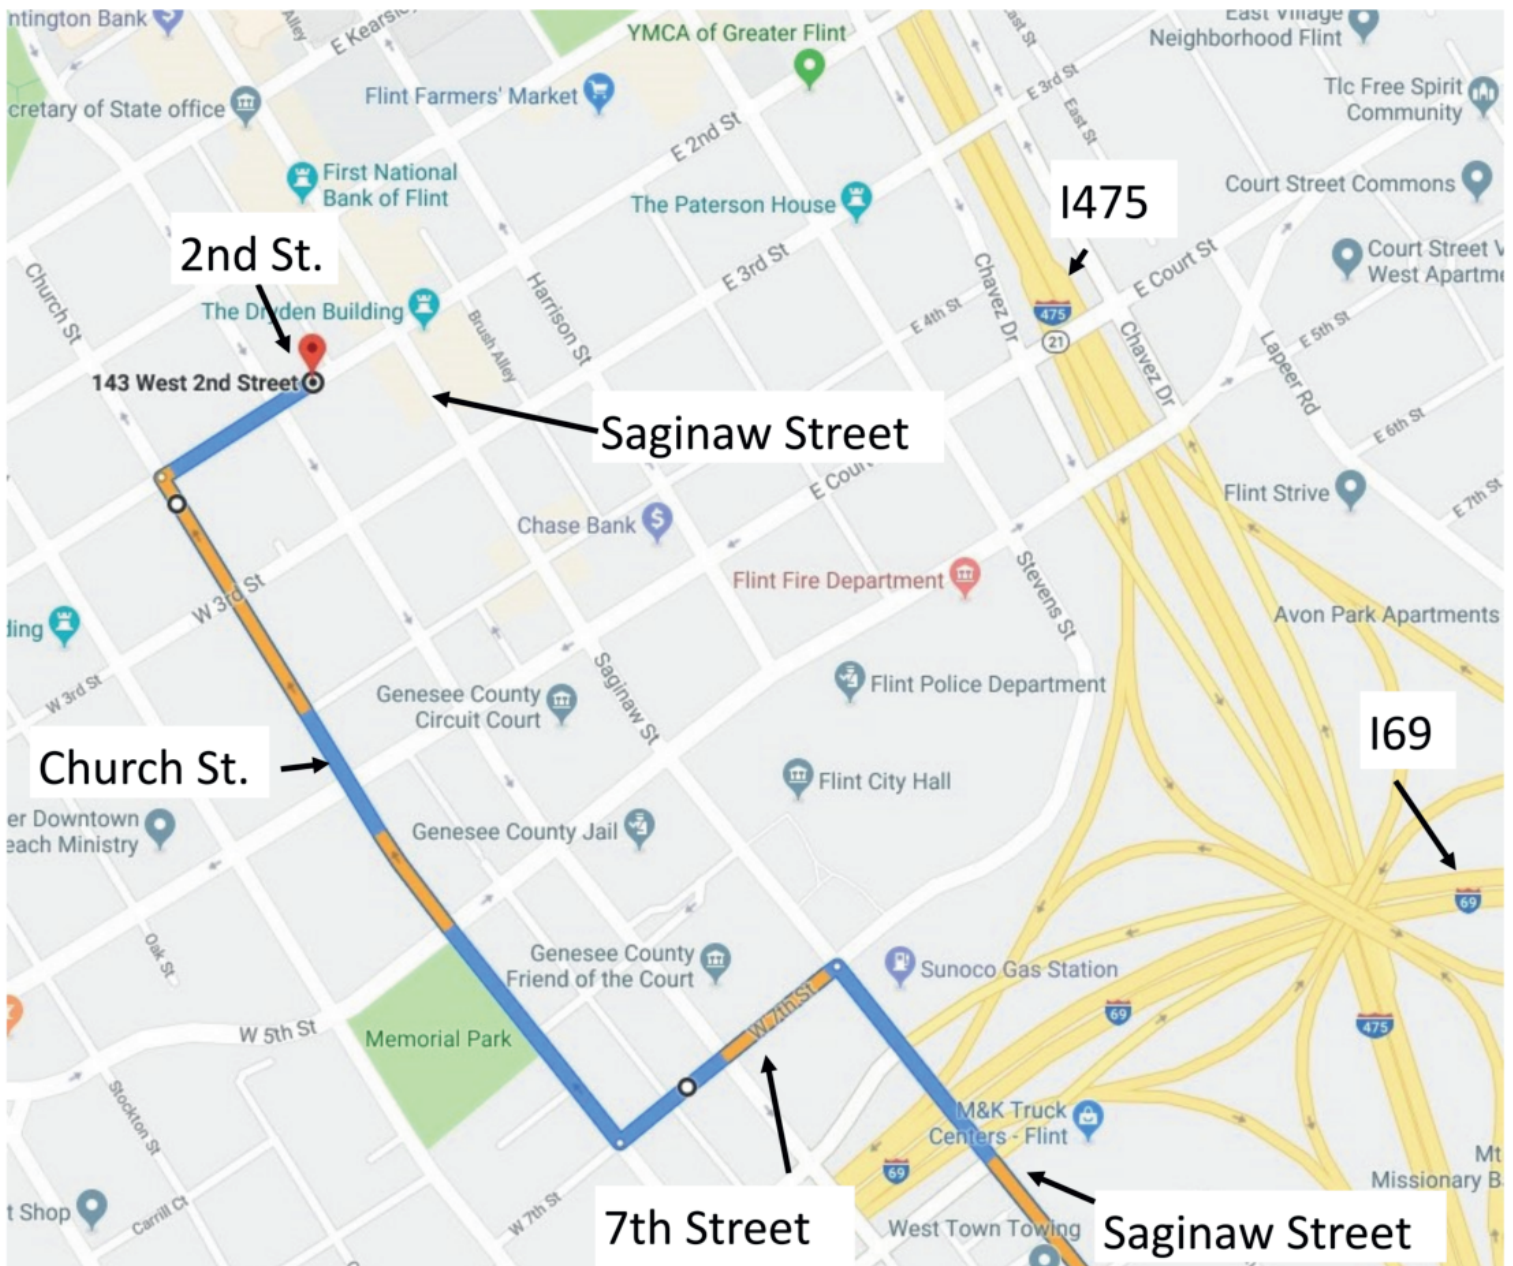 ntington Bank
Alley
E Kearsley
YMCA of Greater Flint
East St
East Village
Neighborhood Flint
cretary of State office
Flint Farmers' Market
E 3rd St
East St
Tlc Free Spirit
Community
E 2nd St
First National
Bank of Flint
The Paterson House
I475
Court Street Commons
2nd St.
Church St
The Dryden Building
Harrison St
Brush Alley
E 3rd St
Chavez Dr
E 4th St
475
21
E Court St
Court Street V
West Apartme
Chavez Dr
Lapeer Rd
E 5th St
143 West 2nd Street
Saginaw Street
E 6th St
E Cour
Chase Bank
Flint Strive
E 7th St
Flint Fire Department
Stevens St
W 3rd St
ding
Avon Park Apartments
W 3rd St
Genesee County
Circuit Court
Saginaw St
Flint Police Department
Church St.
I69
Flint City Hall
er Downtown
each Ministry
Genesee County Jail
69
Oak St
Genesee County
Friend of the Court
Sunoco Gas Station
W 7th St
69
475
W 5th St
Memorial Park
Stockton St
M&K Truck
Centers - Flint
69
Mt
Missionary B
t Shop
Carrill Ct
W 7th St
7th Street
West Town Towing
Saginaw Street